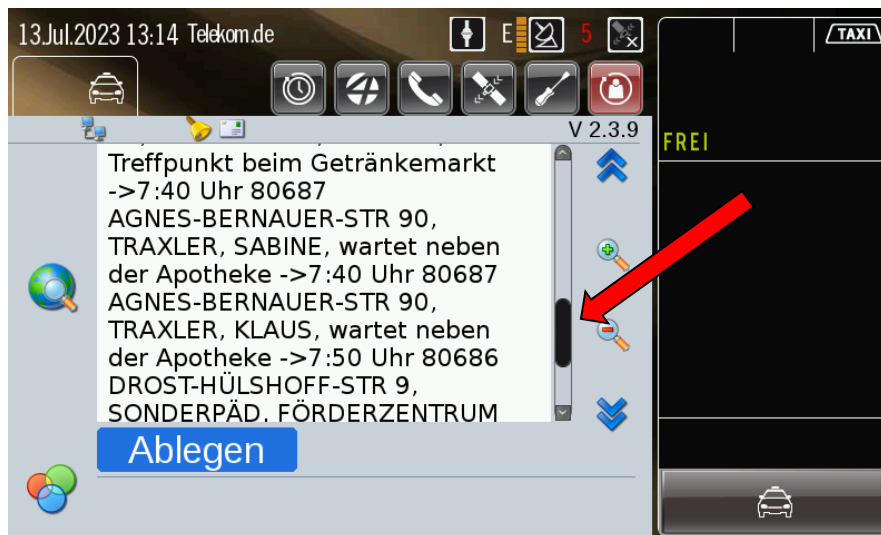 13.Jul.2023 13:14 Telekom.de
E
5
TAXI
V 2.3.9
FREI
Treffpunkt beim Getränkemarkt
->7:40 Uhr 80687
AGNES-BERNAUER-STR 90,
TRAXLER, SABINE, wartet neben
der Apotheke ->7:40 Uhr 80687
AGNES-BERNAUER-STR 90,
TRAXLER, KLAUS, wartet neben
der Apotheke ->7:50 Uhr 80686
DROST-HÜLSHOFF-STR 9,
SONDERPÄD. FÖRDERZENTRUM
Ablegen